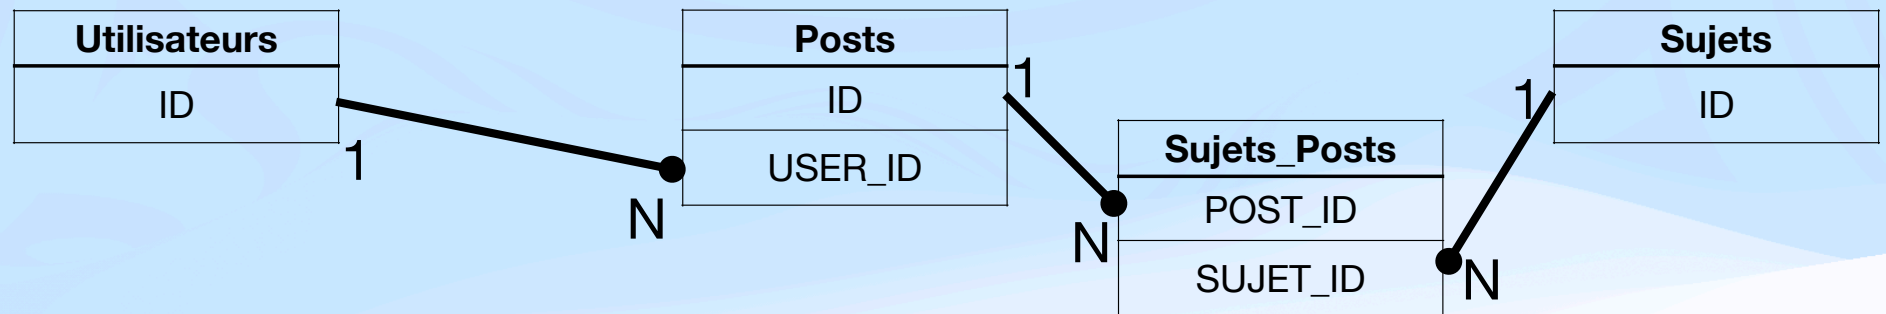 Utilisateurs
ID
1
N
Posts
ID
USER_ID
1
N
Sujets_Posts
POST_ID
SUJET_ID
N
1
Sujets
ID